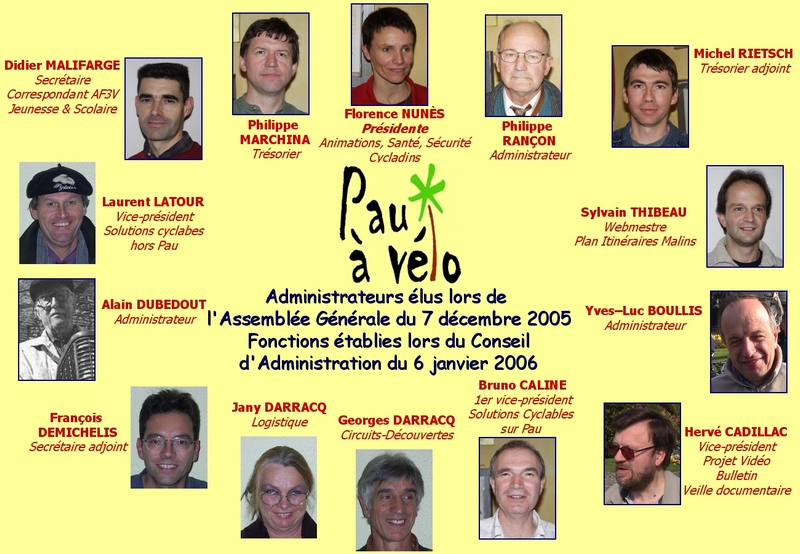 Didier MALIFARGE
Secrétaire
Correspondant AF3V
Jeunesse & Scolaire
Philippe
MARCHINA
Trésorier
Florence NUNÈS
Présidente
Animations, Santé, Sécurité
Cycladins
Philippe
RANÇON
Administrateur
Michel RIETSCH
Trésorier adjoint
Laurent LATOUR
Vice-président
Solutions cyclabes
hors Pau
Pau
à vélo
Sylvain THIBEAU
Webmestre
Plan Itinéraires Malins
Alain DUBEDOUT
Administrateur
Administrateurs élus lors de
l'Assemblée Générale du 7 décembre 2005
Fonctions établies lors du Conseil
d'Administration du 6 janvier 2006
Yves–Luc BOULLIS
Administrateur
François
DEMICHELIS
Secrétaire adjoint
Jany DARRACQ
Logistique
Georges DARRACQ
Circuits-Découvertes
Bruno CALINE
1er vice-président
Solutions Cyclables
sur Pau
Hervé CADILLAC
Vice-président
Projet Vidéo
Bulletin
Veille documentaire